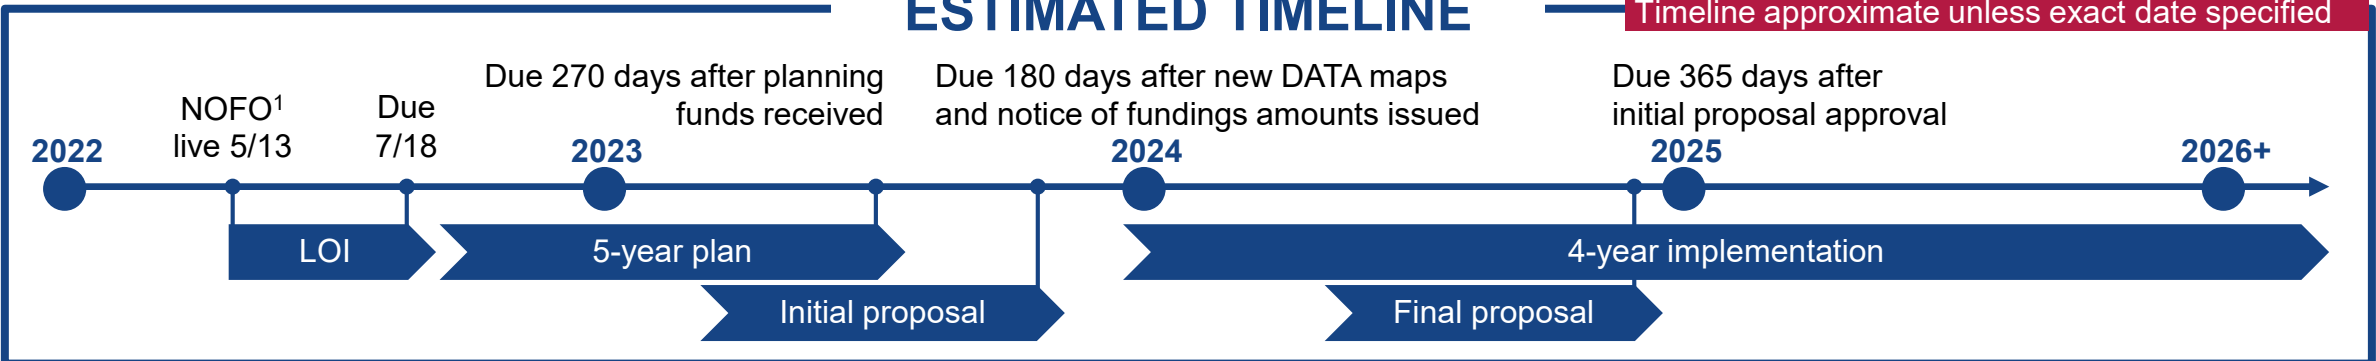 ESTIMATED TIMELINE
Timeline approximate unless exact date specified
NOFO¹
live 5/13
Due
7/18
Due 270 days after planning
funds received
Due 180 days after new DATA maps
and notice of fundings amounts issued
Due 365 days after
initial proposal approval
2022
2023
2024
2025
2026+
LOI
5-year plan
4-year implementation
Initial proposal
Final proposal